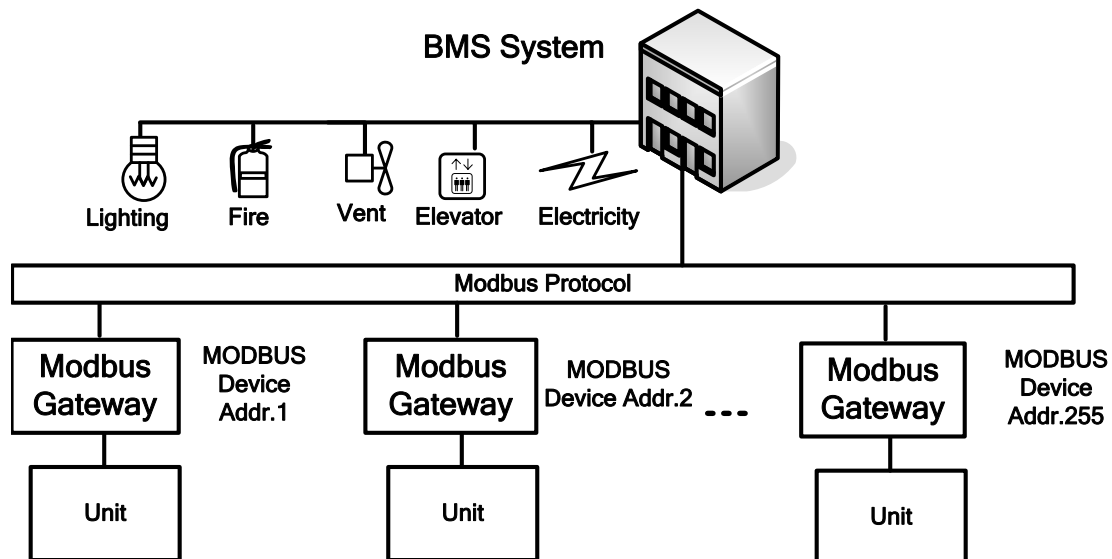 BMS System
Lighting
Fire
Vent
Elevator
Electricity
Modbus Protocol
Modbus
Gateway
MODBUS
Device
Addr.1
Modbus
Gateway
MODBUS
Device Addr.2
---
Modbus
Gateway
MODBUS
Device
Addr.255
Unit
Unit
Unit